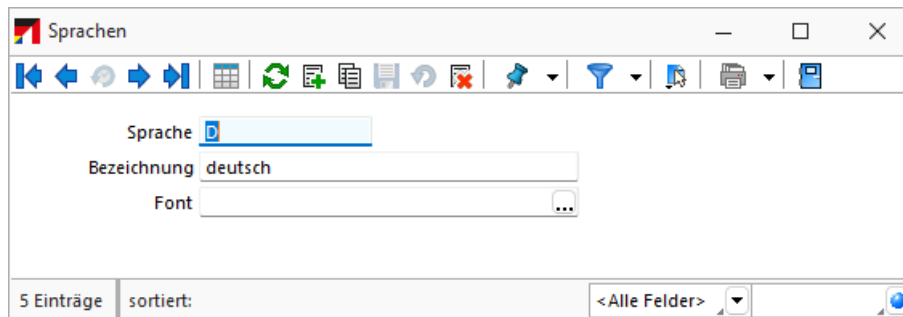 Sprachen
Sprache D
Bezeichnung deutsch
Font
...
5 Einträge sortiert: <Alle Felder>